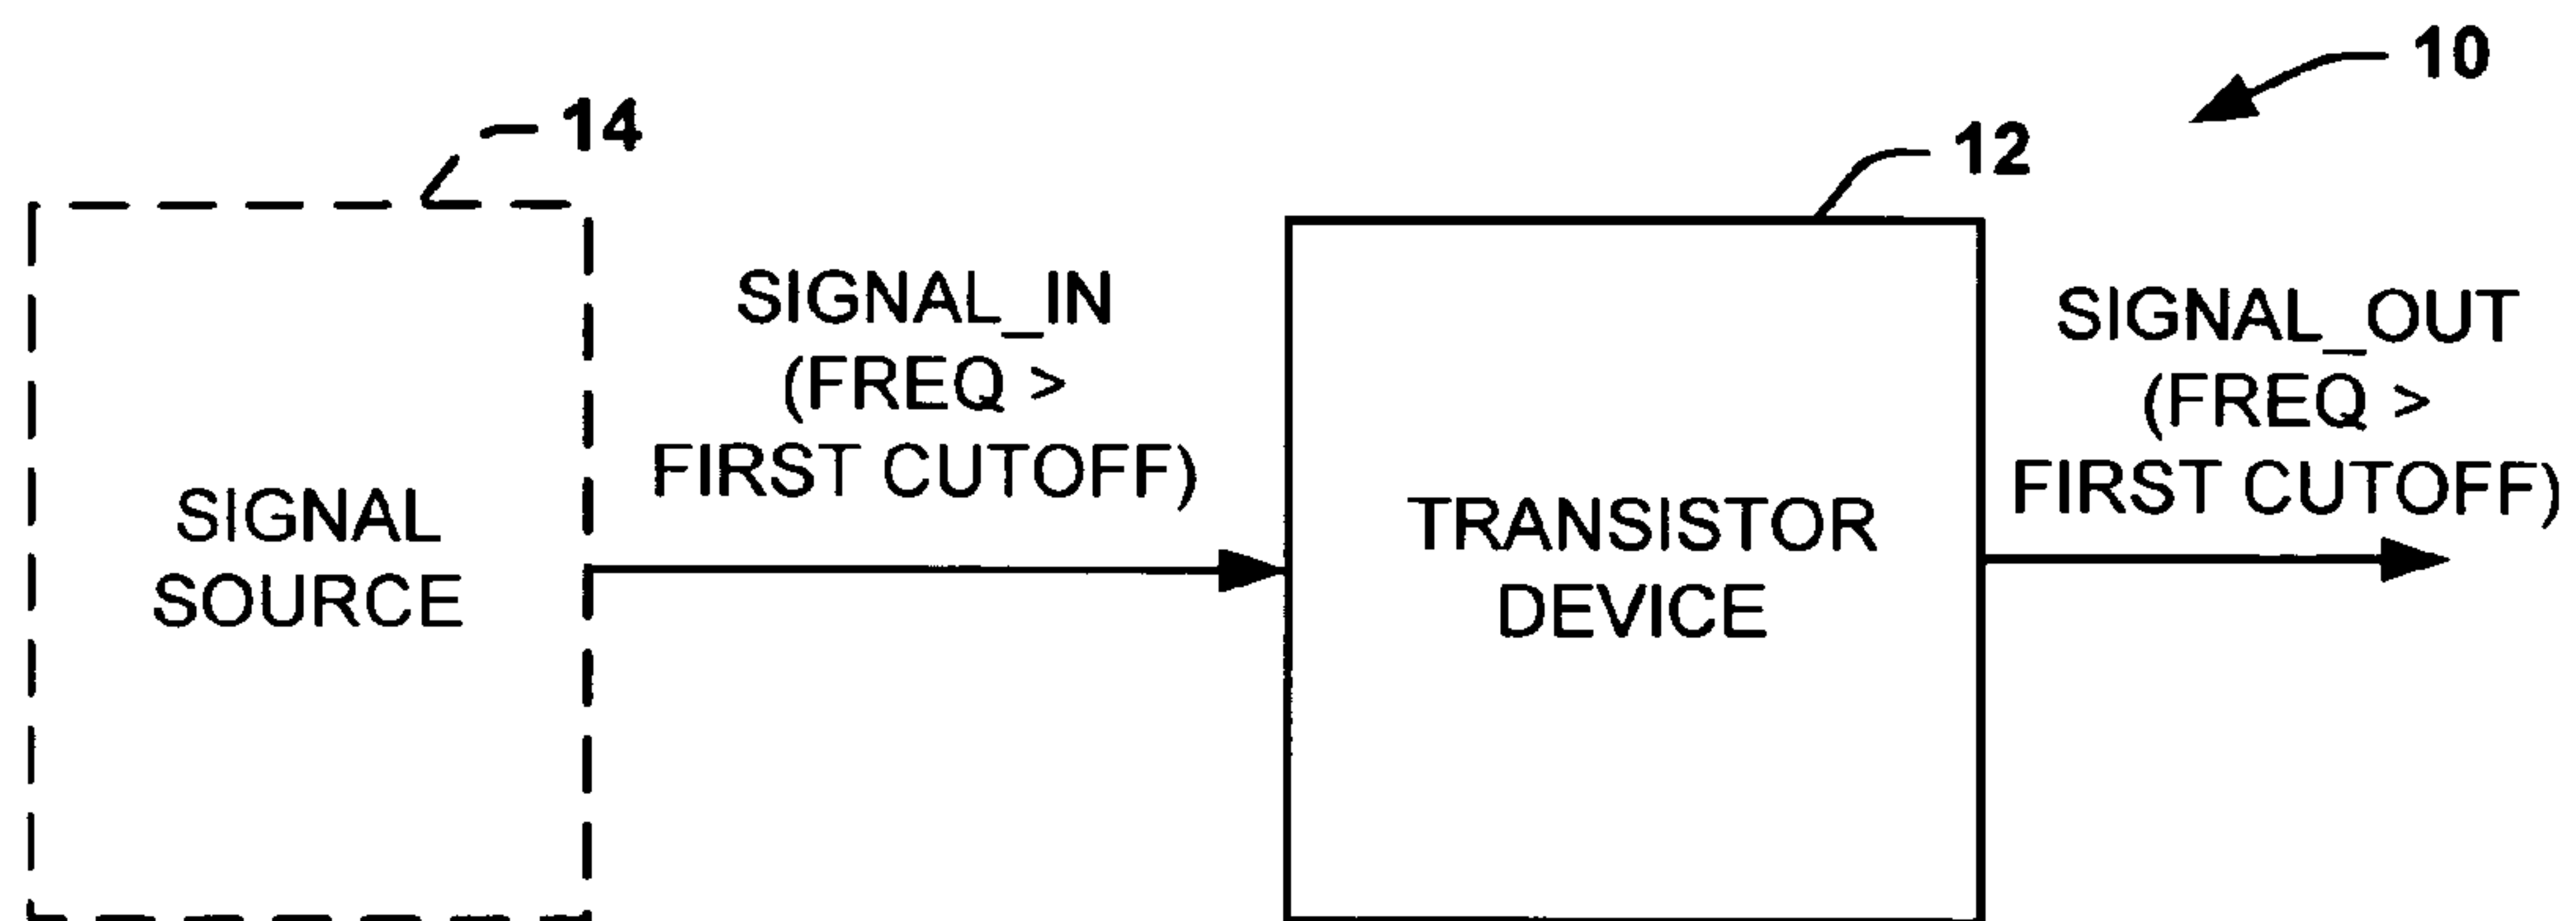 10
14
12
SIGNAL_IN
(FREQ >
FIRST CUTOFF)
SIGNAL_OUT
(FREQ >
FIRST CUTOFF)
SIGNAL
SOURCE
TRANSISTOR
DEVICE